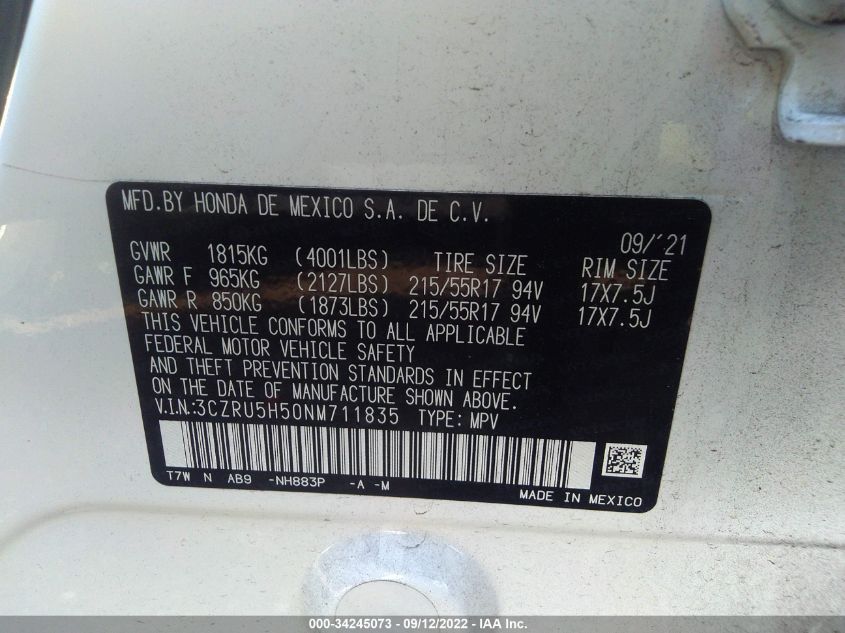 MFD.BY HONDA DE MEXICO S.A. DE C.V.
09/'21
GVWR 1815KG (4001LBS) TIRE SIZE RIM SIZE
GAWR F 965KG (2127LBS) 215/55R17 94V 17X7.5J
GAWR R 850KG (1873LBS) 215/55R17 94V 17X7.5J
THIS VEHICLE CONFORMS TO ALL APPLICABLE
FEDERAL MOTOR VEHICLE SAFETY
AND THEFT PREVENTION STANDARDS IN EFFECT
ON THE DATE OF MANUFACTURE SHOWN ABOVE.
V.I.N:3CZRU5H50NM711835 TYPE: MPV
T7W N AB9 -NH883P -A -M
MADE IN MEXICO
000-34245073 - 09/12/2022 - IAA Inc.